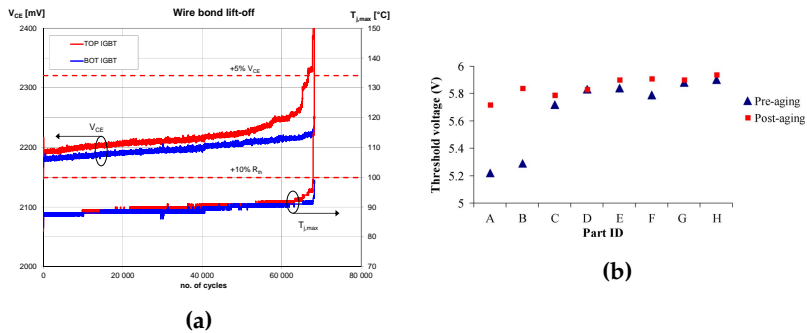 V_CE [mV]
Wire bond lift-off
T_j,max [°C]
2400
2300
2200
2100
2000
150
140
130
120
110
100
90
80
70
TOP IGBT
BOT IGBT
+5% V_CE
V_CE
+10% R_th
T_j,max
0
20 000
40 000
60 000
80 000
no. of cycles
(a)
Threshold voltage (V)
6
5.8
5.6
5.4
5.2
5
A B C D E F G H
Part ID
Pre-aging
Post-aging
(b)